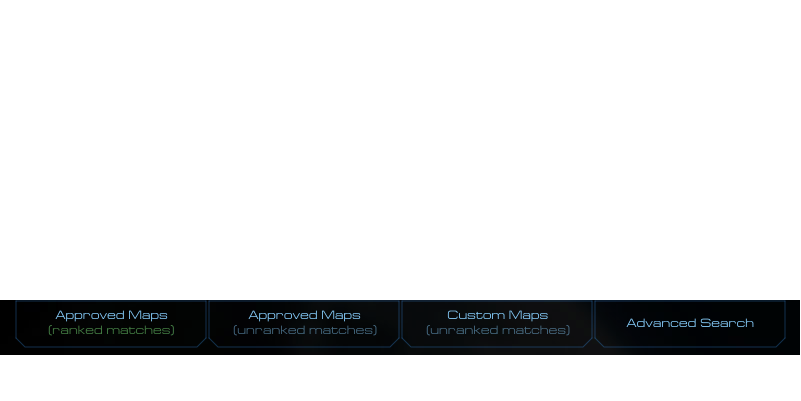 Approved Maps
(ranked matches)
Approved Maps
(unranked matches)
Custom Maps
(unranked matches)
Advanced Search